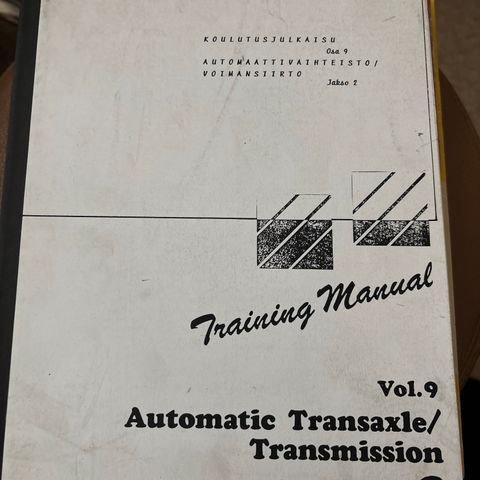 KOULUTUSJULKAISU
Osa 9
AUTOMAATTIVAIHTEISTO/
VOIMANSIIRTO
Jakso 2
Training Manual
Vol.9
Automatic Transaxle/
Transmission